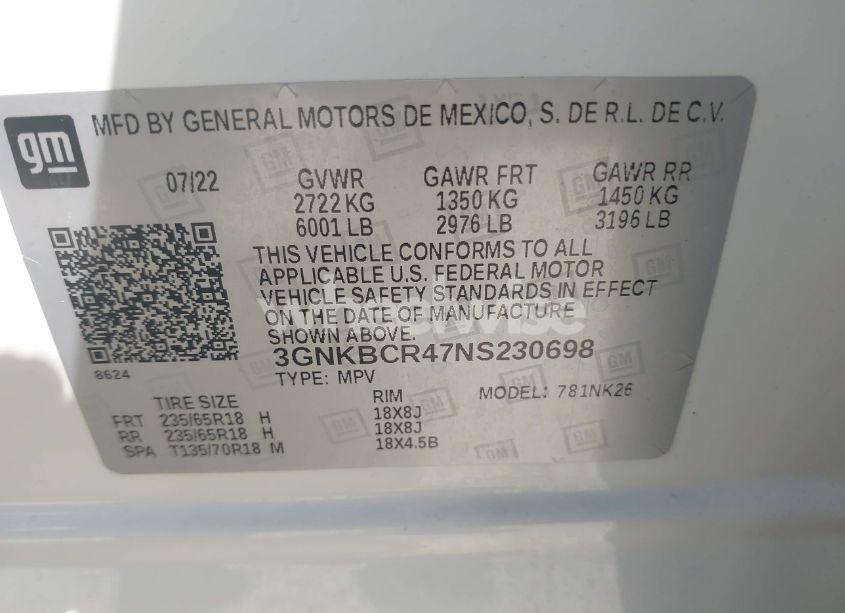 gm
MFD BY GENERAL MOTORS DE MEXICO, S. DE R.L. DE C.V.
07/22 GVWR GAWR FRT GAWR RR
2722 KG 1350 KG 1450 KG
6001 LB 2976 LB 3196 LB
THIS VEHICLE CONFORMS TO ALL
APPLICABLE U.S. FEDERAL MOTOR
VEHICLE SAFETY STANDARDS IN EFFECT
ON THE DATE OF MANUFACTURE
SHOWN ABOVE.
3GNKBCR47NS230698
8624
TYPE: MPV
MODEL: 781NK26
TIRE SIZE RIM
FRT 235/65R18 H 18X8J
RR 235/65R18 H 18X8J
SPA T135/70R18 M 18X4.5B